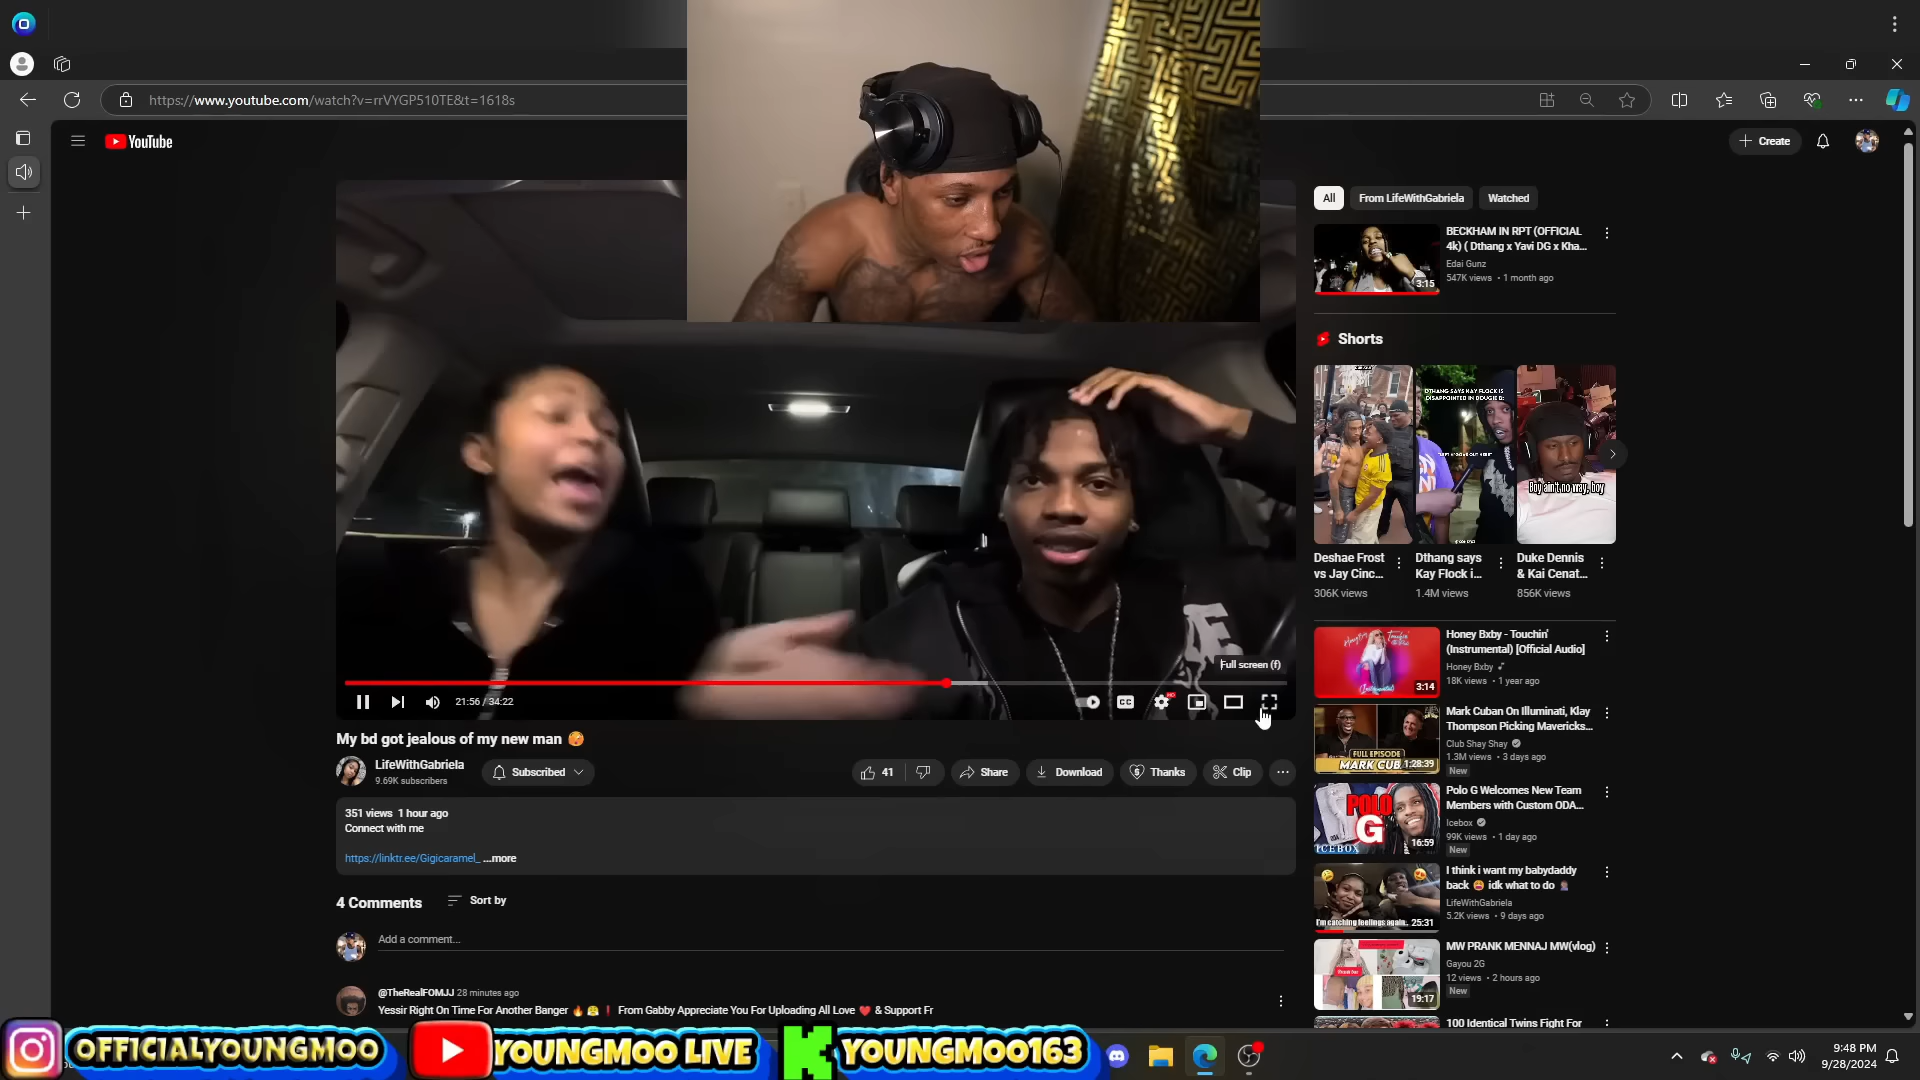 https://www.youtube.com/watch?v=rrVYGP510TE&t=1618s
YouTube
Create
All
From LifeWithGabriela
Watched
BECKHAM IN RPT (OFFICIAL
4k) ( Dthang x Yavi DG x Kha...
Edai Gunz
547K views • 1 month ago
3:15
Shorts
DTHANG SAYS KAY FLOCK IS
DISAPPOINTED IN DOUGIE B:
Boy ain't no way, boy
Deshae Frost
vs Jay Cinc...
306K views
Dthang says
Kay Flock i...
1.4M views
Duke Dennis
& Kai Cenat...
856K views
Full screen (f)
21:56 / 34:22
CC
HD
My bd got jealous of my new man
LifeWithGabriela
9.69K subscribers
Subscribed
41
Share
Download
Thanks
Clip
351 views 1 hour ago
Connect with me
https://linktr.ee/Gigicaramel_ ...more
4 Comments
Sort by
Add a comment...
@TheRealFOMJJ 28 minutes ago
Yessir Right On Time For Another Banger 🔥 😤 ❗ From Gabby Appreciate You For Uploading All Love ❤️ & Support Fr
Honey Bxby - Touchin'
(Instrumental) [Official Audio]
Honey Bxby
18K views • 1 year ago
3:14
Mark Cuban On Illuminati, Klay
Thompson Picking Mavericks...
Club Shay Shay
1.3M views • 3 days ago
New
FULL EPISODE
MARK CUB
1:28:39
Polo G Welcomes New Team
Members with Custom ODA...
Icebox
99K views • 1 day ago
New
POLO
G
ICEBOX
16:59
I think i want my babydaddy
back 😩 idk what to do
LifeWithGabriela
5.2K views • 9 days ago
I'm catching feelings again..
25:31
MW PRANK MENNAJ MW(vlog)
Gayou 2G
12 views • 2 hours ago
New
19:17
100 Identical Twins Fight For
OFFICIALYOUNGMOO
YOUNGMOO LIVE
K
YOUNGMOO163
9:48 PM
9/28/2024